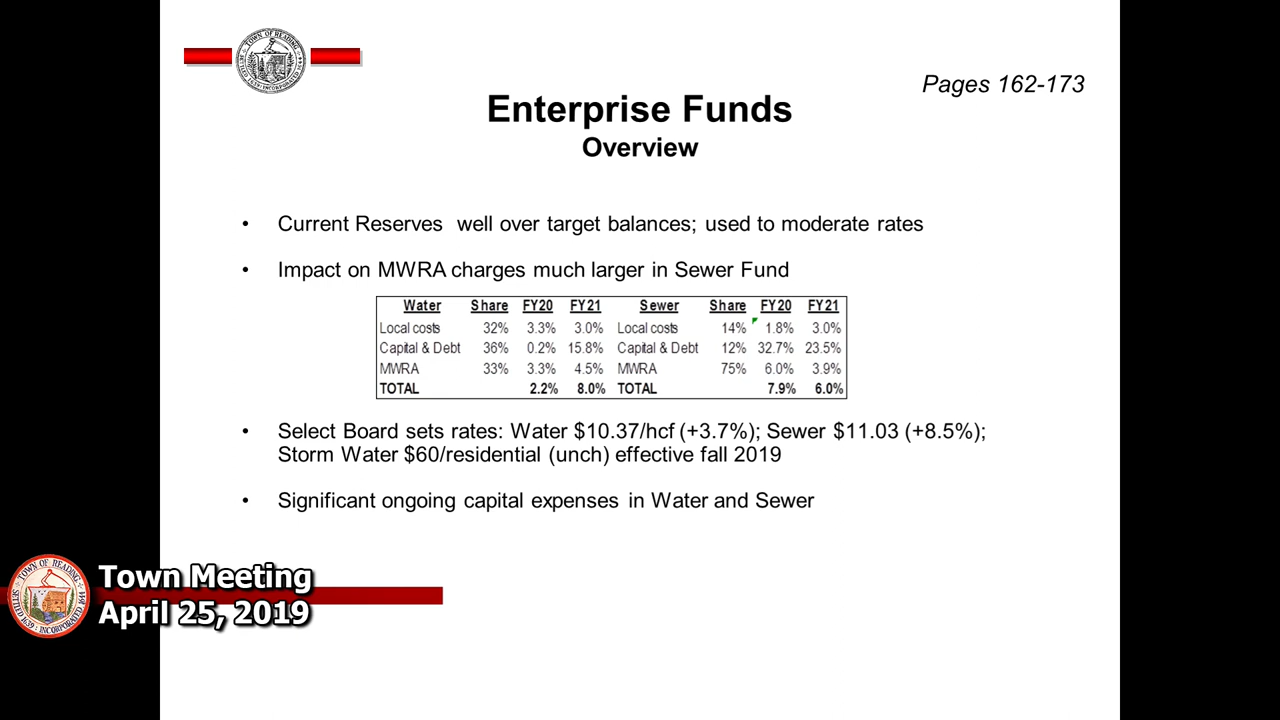 Pages 162-173
Enterprise Funds
Overview
• Current Reserves well over target balances; used to moderate rates
• Impact on MWRA charges much larger in Sewer Fund
Water Share FY20 FY21 Sewer Share FY20 FY21
Local costs 32% 3.3% 3.0% Local costs 14% 1.8% 3.0%
Capital & Debt 36% 0.2% 15.8% Capital & Debt 12% 32.7% 23.5%
MWRA 33% 3.3% 4.5% MWRA 75% 6.0% 3.9%
TOTAL 2.2% 8.0% TOTAL 7.9% 6.0%
• Select Board sets rates: Water $10.37/hcf (+3.7%); Sewer $11.03 (+8.5%);
Storm Water $60/residential (unch) effective fall 2019
• Significant ongoing capital expenses in Water and Sewer
TOWN OF READING
Town Meeting
April 25, 2019